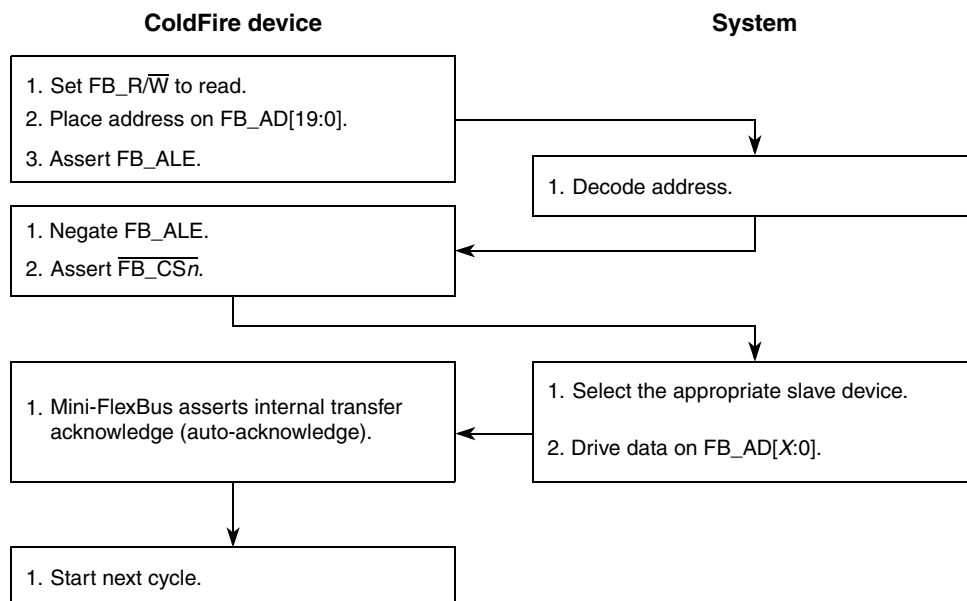 ColdFire device
System
1. Set FB_R/W̅ to read.
2. Place address on FB_AD[19:0].
3. Assert FB_ALE.
1. Decode address.
1. Negate FB_ALE.
2. Assert F̅B̅_̅C̅S̅n̅.
1. Select the appropriate slave device.
2. Drive data on FB_AD[X:0].
1. Mini-FlexBus asserts internal transfer
acknowledge (auto-acknowledge).
1. Start next cycle.